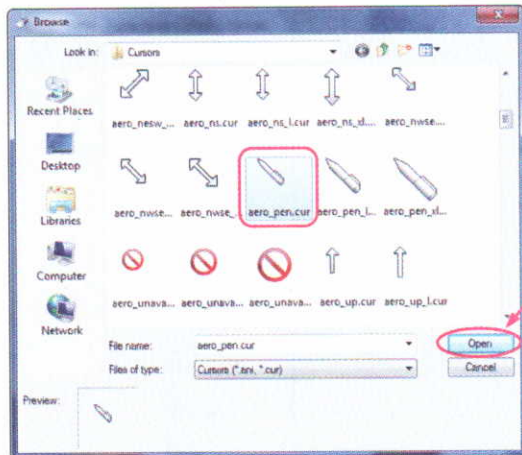 Browse
Look in: Cursors
Recent Places
Desktop
Libraries
Computer
Network
aero_nesw_... aero_ns.cur aero_ns_l.cur aero_ns_xl.... aero_nwse....
aero_nwse... aero_nwse_... aero_pen.cur aero_pen_l... aero_pen_xl...
aero_unava... aero_unava... aero_unava... aero_up.cur aero_up_l.cur
File name: aero_pen.cur Open
Files of type: Cursors (*.ani, *.cur) Cancel
Preview: